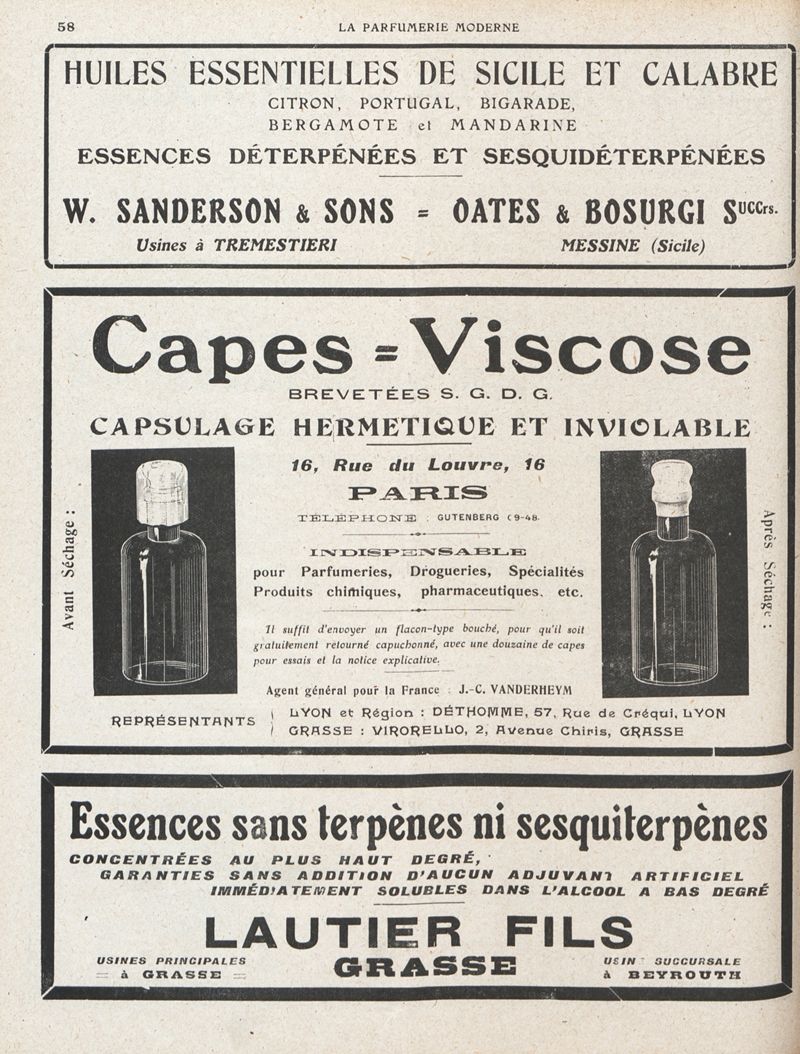 58
LA PARFUMERIE MODERNE
HUILES ESSENTIELLES DE SICILE ET CALABRE
CITRON, PORTUGAL, BIGARADE,
BERGAMOTE et MANDARINE
ESSENCES DÉTERPÉNÉES ET SESQUIDÉTERPÉNÉES
W. SANDERSON & SONS = OATES & BOSURGI Succrs.
Usines à TREMESTIERI
MESSINE (Sicile)
Capes=Viscose
BREVETÉES S. G. D. G.
CAPSULAGE HERMETIQUE ET INVIOLABLE
16, Rue du Louvre, 16
PARIS
TÉLÉPHONE : GUTENBERG C9-48.
Avant Séchage :
Après Séchage :
INDISPENSABLE
pour Parfumeries, Drogueries, Spécialités
Produits chimiques, pharmaceutiques, etc.
Il suffit d'envoyer un flacon-type bouché, pour qu'il soit
gratuitement retourné capuchonné, avec une douzaine de capes
pour essais et la notice explicative.
Agent général pour la France : J.-C. VANDERHEYM
REPRÉSENTANTS
LYON et Région : DÉTHOMME, 57, Rue de Créqui, LYON
GRASSE : VIRORELLO, 2, Avenue Chiris, GRASSE
Essences sans terpènes ni sesquiterpènes
CONCENTRÉES AU PLUS HAUT DEGRÉ,
GARANTIES SANS ADDITION D'AUCUN ADJUVANT ARTIFICIEL
IMMÉDIATEMENT SOLUBLES DANS L'ALCOOL A BAS DEGRÉ
LAUTIER FILS
GRASSE
USINES PRINCIPALES
= à GRASSE =
USIN SUCCURSALE
à BEYROUTH